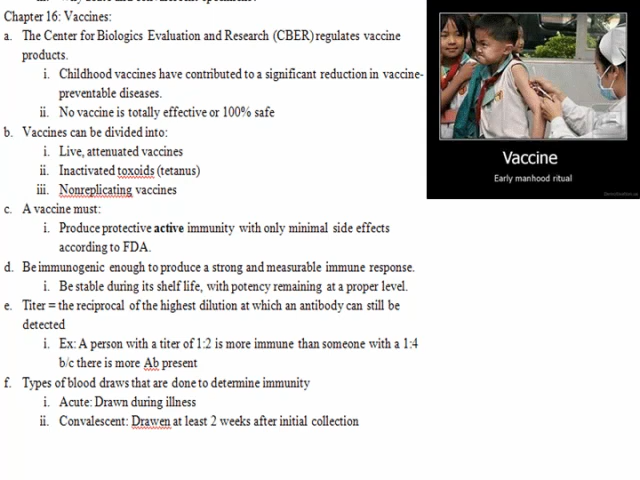 Chapter 16: Vaccines:
a. The Center for Biologics Evaluation and Research (CBER) regulates vaccine
products.
i. Childhood vaccines have contributed to a significant reduction in vaccine-
preventable diseases.
ii. No vaccine is totally effective or 100% safe
b. Vaccines can be divided into:
i. Live, attenuated vaccines
ii. Inactivated toxoids (tetanus)
iii. Nonreplicating vaccines
c. A vaccine must:
i. Produce protective active immunity with only minimal side effects
according to FDA.
d. Be immunogenic enough to produce a strong and measurable immune response.
i. Be stable during its shelf life, with potency remaining at a proper level.
e. Titer = the reciprocal of the highest dilution at which an antibody can still be
detected
i. Ex: A person with a titer of 1:2 is more immune than someone with a 1:4
b/c there is more Ab present
f. Types of blood draws that are done to determine immunity
i. Acute: Drawn during illness
ii. Convalescent: Drawen at least 2 weeks after initial collection
Vaccine
Early manhood ritual